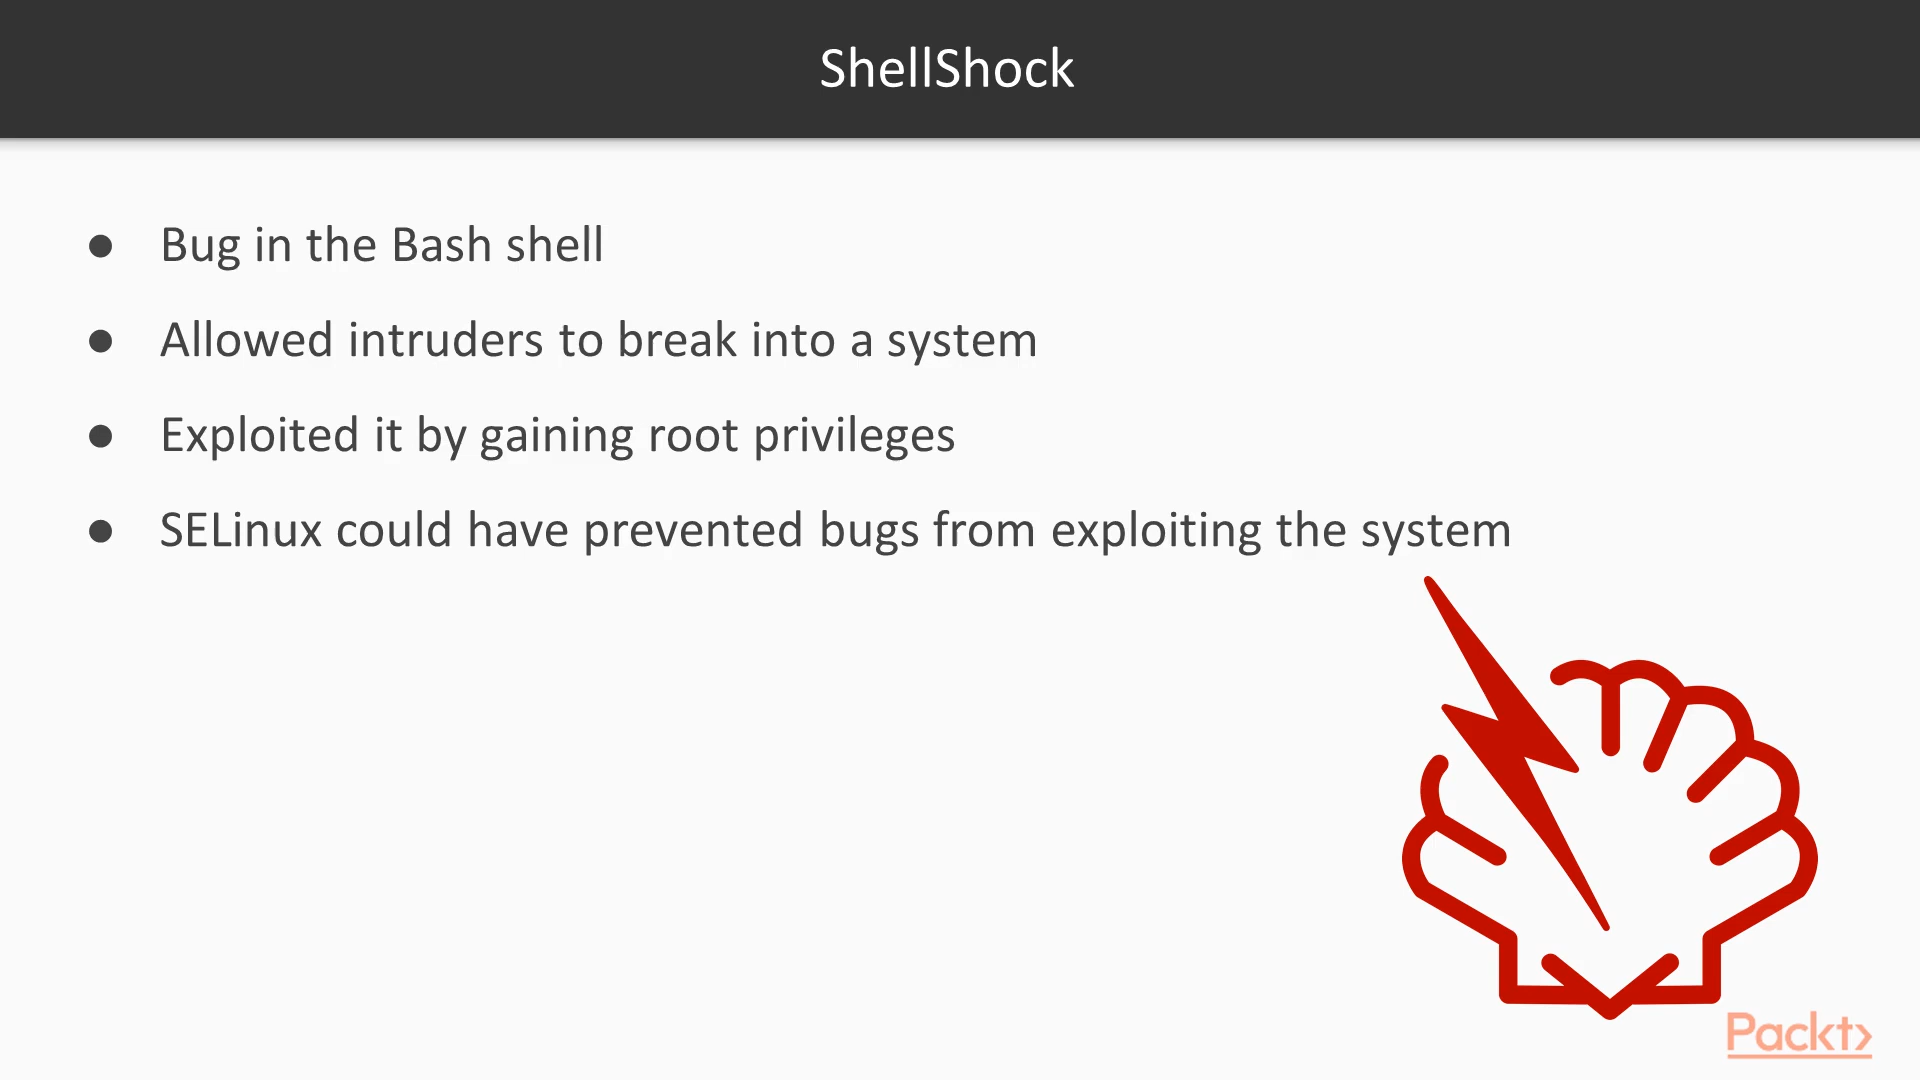 ShellShock
● Bug in the Bash shell
● Allowed intruders to break into a system
● Exploited it by gaining root privileges
● SELinux could have prevented bugs from exploiting the system
Packt>